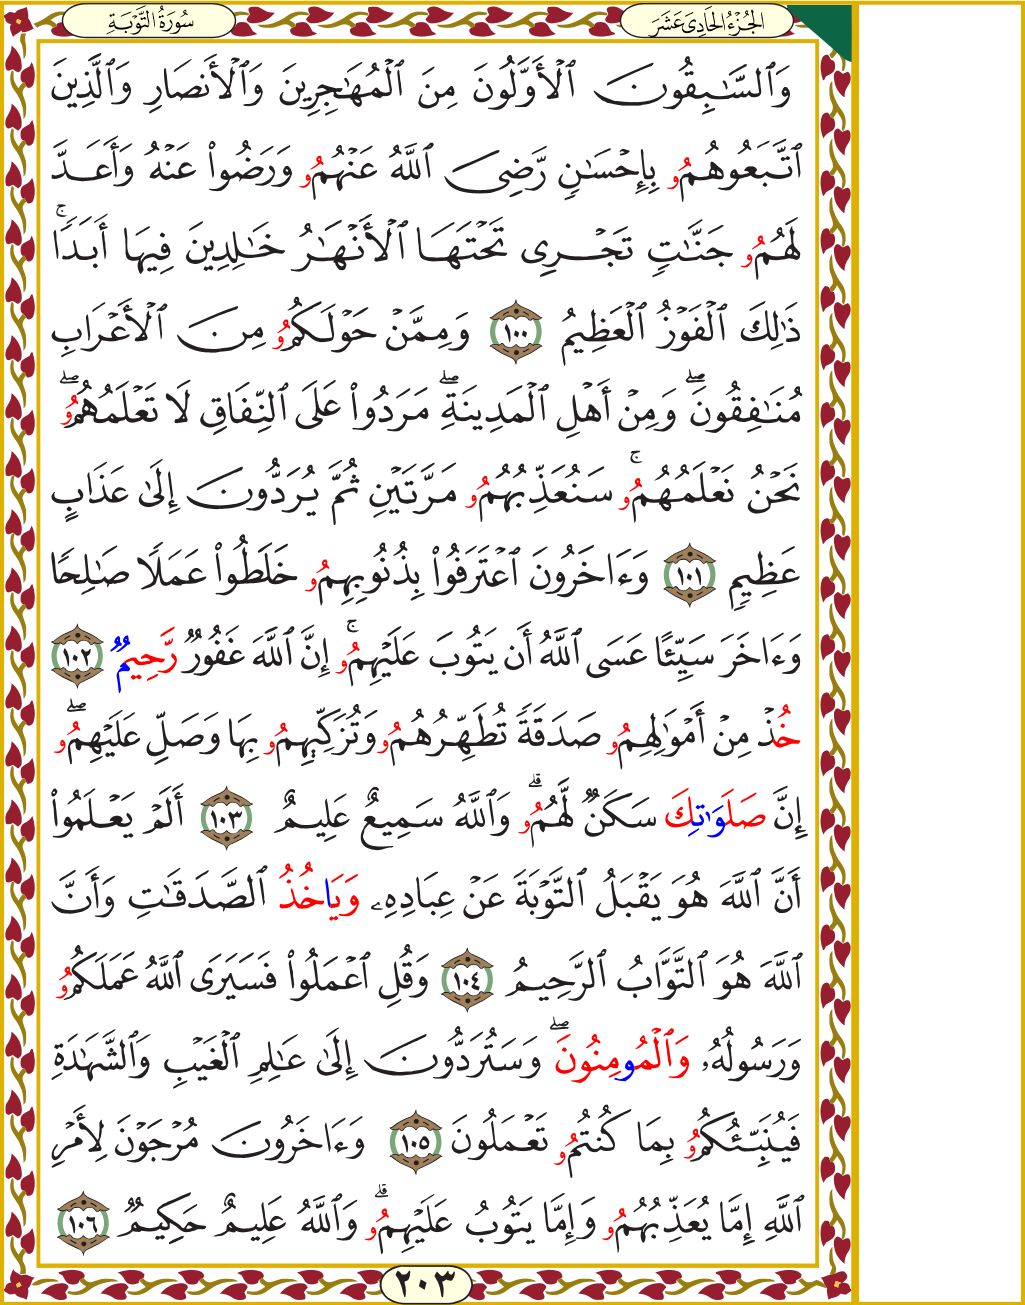 الجُزْءُ الحَادِىَ عَشَرَ
سُورَةُ التَّوْبَةِ
وَٱلسَّٰبِقُونَ ٱلۡأَوَّلُونَ مِنَ ٱلۡمُهَٰجِرِينَ وَٱلۡأَنصَارِ وَٱلَّذِينَ
ٱتَّبَعُوهُمُۥ بِإِحۡسَٰنٖ رَّضِىَ ٱللَّهُ عَنۡهُمُۥ وَرَضُواْ عَنۡهُ وَأَعَدَّ
لَهُمُۥ جَنَّٰتٖ تَجۡرِى تَحۡتَهَا ٱلۡأَنۡهَٰرُ خَٰلِدِينَ فِيهَا أَبَدٗاۚ
ذَٰلِكَ ٱلۡفَوۡزُ ٱلۡعَظِيمُ ١٠٠ وَمِمَّنۡ حَوۡلَكُمُۥ مِنَ ٱلۡأَعۡرَابِ
مُنَٰفِقُونَۖ وَمِنۡ أَهۡلِ ٱلۡمَدِينَةِۖ مَرَدُواْ عَلَى ٱلنِّفَاقِ لَا تَعۡلَمُهُمُۥۖ
نَحۡنُ نَعۡلَمُهُمُۥۚ سَنُعَذِّبُهُمُۥ مَرَّتَيۡنِ ثُمَّ يُرَدُّونَ إِلَىٰ عَذَابٍ
عَظِيمٖ ١٠١ وَءَاخَرُونَ ٱعۡتَرَفُواْ بِذُنُوبِهِمُۥ خَلَطُواْ عَمَلٗا صَٰلِحٗا
وَءَاخَرَ سَيِّئًا عَسَى ٱللَّهُ أَن يَتُوبَ عَلَيۡهِمُۥۚ إِنَّ ٱللَّهَ غَفُورٞ رَّحِيمٌ ١٠٢
خُذۡ مِنۡ أَمۡوَٰلِهِمُۥ صَدَقَةٗ تُطَهِّرُهُمُۥ وَتُزَكِّيهِمُۥ بِهَا وَصَلِّ عَلَيۡهِمُۥۖ
إِنَّ صَلَوَٰتِكَ سَكَنٞ لَّهُمُۥۗ وَٱللَّهُ سَمِيعٌ عَلِيمٌ ١٠٣ أَلَمۡ يَعۡلَمُواْ
أَنَّ ٱللَّهَ هُوَ يَقۡبَلُ ٱلتَّوۡبَةَ عَنۡ عِبَادِهِۦ وَيَاخُذُ ٱلصَّدَقَٰتِ وَأَنَّ
ٱللَّهَ هُوَ ٱلتَّوَّابُ ٱلرَّحِيمُ ١٠٤ وَقُلِ ٱعۡمَلُواْ فَسَيَرَى ٱللَّهُ عَمَلَكُمُۥ
وَرَسُولُهُۥ وَٱلۡمُومِنُونَۖ وَسَتُرَدُّونَ إِلَىٰ عَٰلِمِ ٱلۡغَيۡبِ وَٱلشَّهَٰدَةِ
فَيُنَبِّئُكُمُۥ بِمَا كُنتُمُۥ تَعۡمَلُونَ ١٠٥ وَءَاخَرُونَ مُرۡجَوۡنَ لِأَمۡرِ
ٱللَّهِ إِمَّا يُعَذِّبُهُمُۥ وَإِمَّا يَتُوبُ عَلَيۡهِمُۥۗ وَٱللَّهُ عَلِيمٌ حَكِيمٞ ١٠٦
٢٠٣